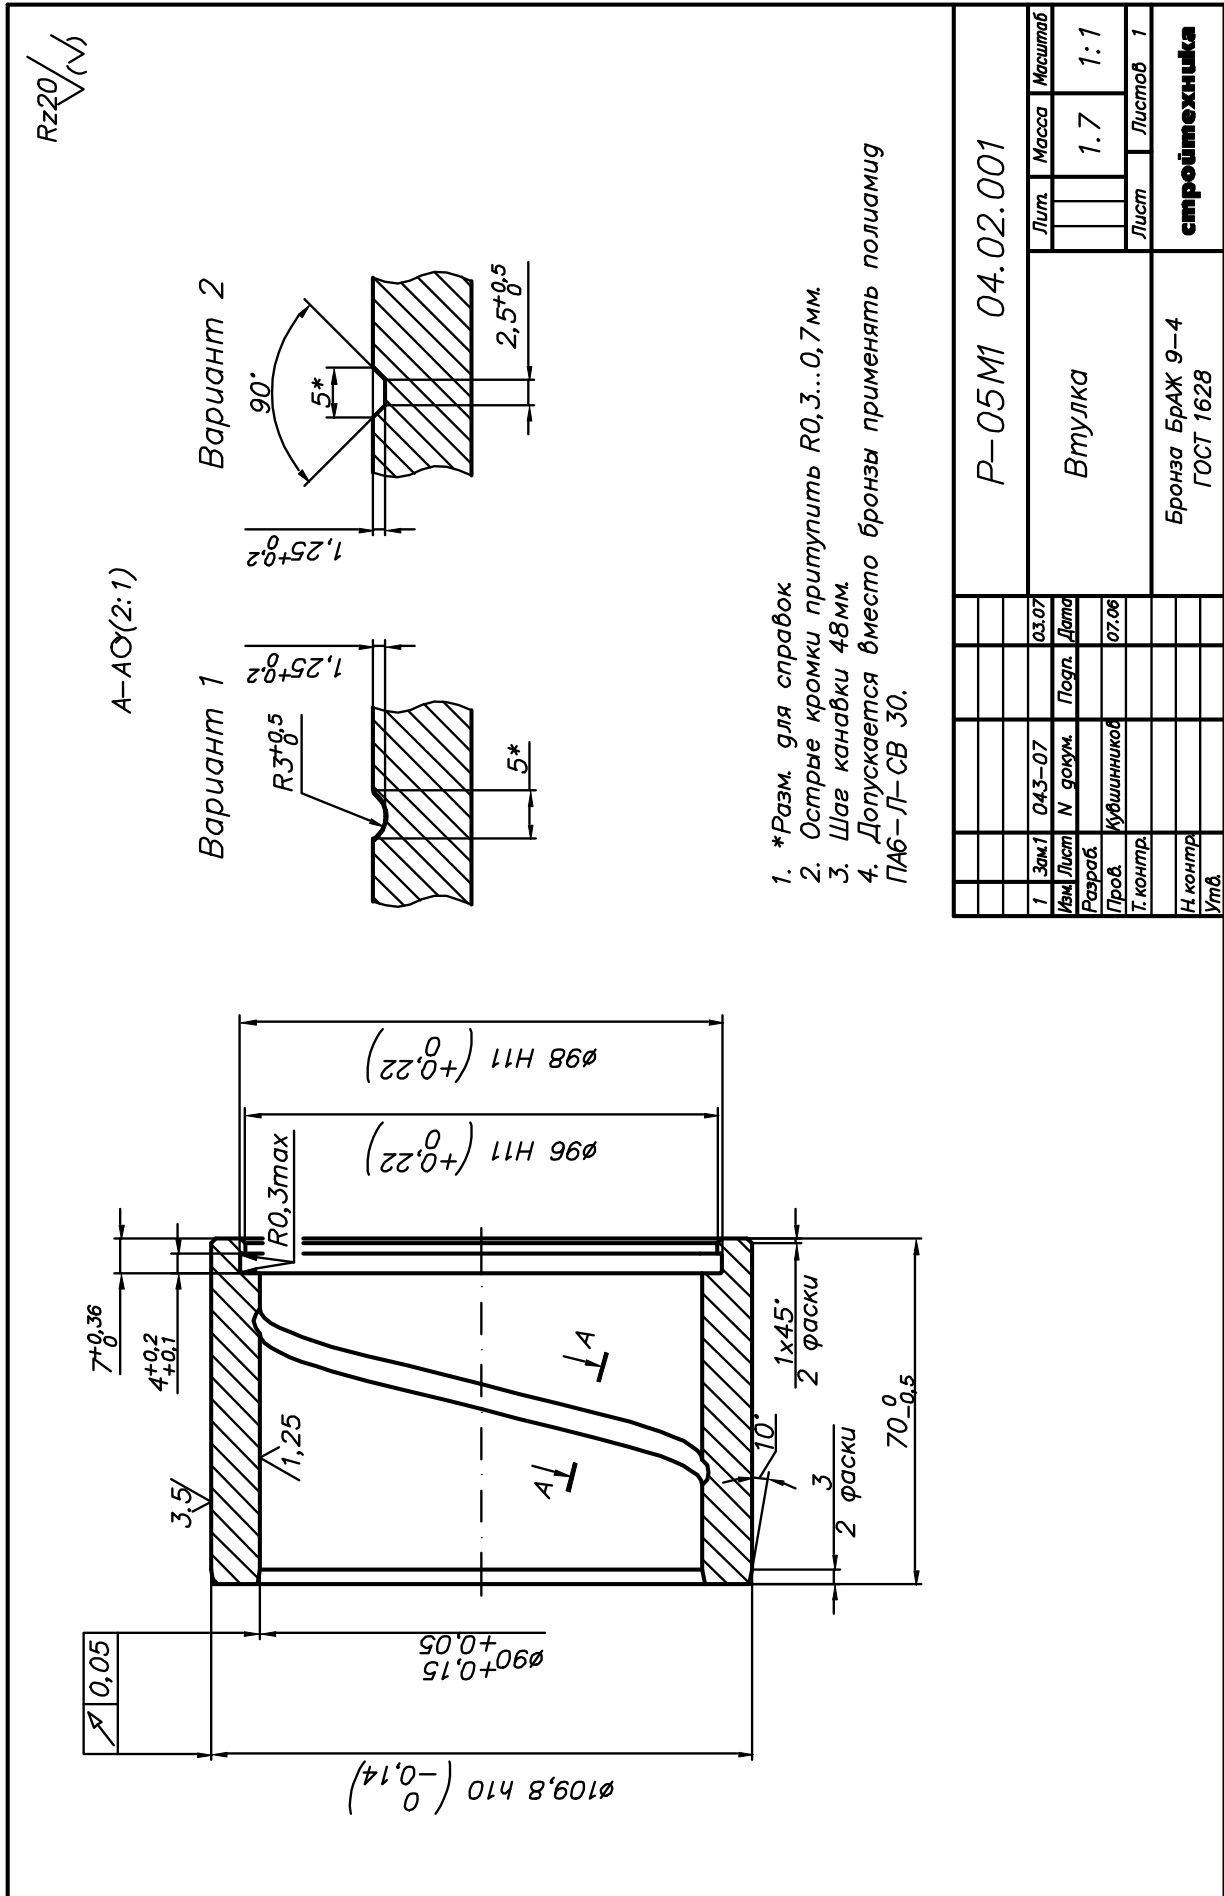 Rz20 (√)
А-А (2:1)
Вариант 1
R3 +0,5 0
1,25 +0,2 0
5*
Вариант 2
90°
5*
1,25 +0,2 0
2,5 +0,5 0
0,05
ø109,8 h10 ( 0 -0,14 )
ø90 +0,15 +0,05
3.5
1,25
7 +0,36 0
4 +0,2 +0,1
R0,3max
ø96 H11 ( +0,22 0 )
ø98 H11 ( +0,22 0 )
А
А
10°
3
2 фаски
1x45°
2 фаски
70 0 -0,5
1. *Разм. для справок.
2. Острые кромки притупить R0,3...0,7мм.
3. Шаг канавки 48мм.
4. Допускается вместо бронзы применять полиамид
ПА6-Л-СВ 30.
Р-05М1 04.02.001
1 Зам.1 043-07 03.07
Изм. Лист N докум. Подп. Дата
Разраб.
Пров. Кувшинников 07.06
Т. контр.
Н. контр.
Утв.
Втулка
Лит. Масса Масштаб
1.7 1:1
Лист Листов 1
Бронза БрАЖ 9-4
ГОСТ 1628
стройтехника